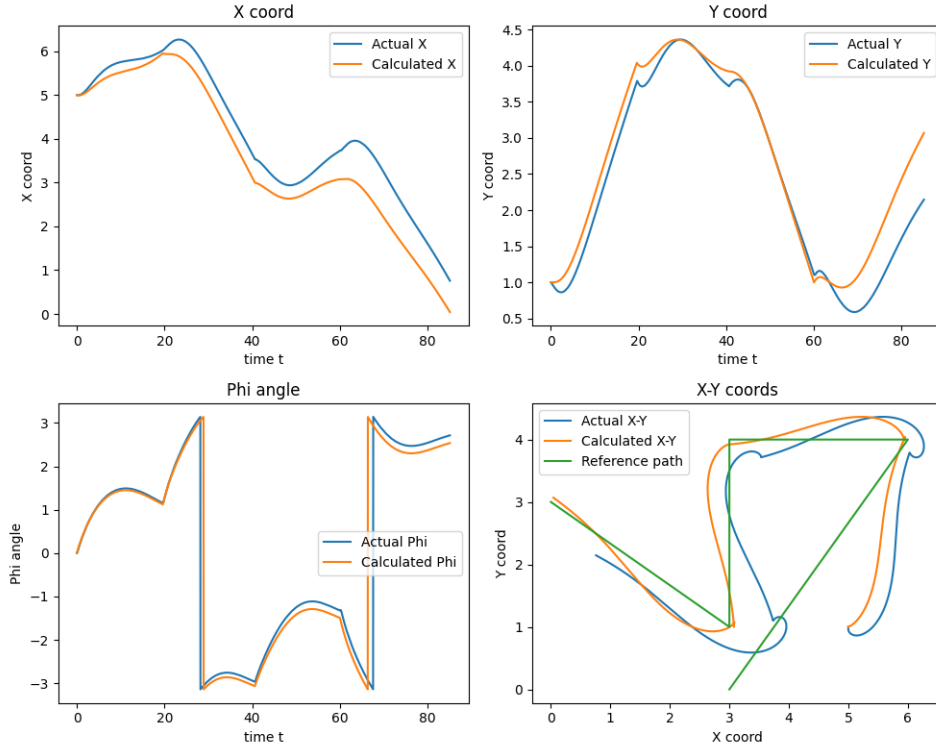 X coord
Actual X
Calculated X
X coord
6
5
4
3
2
1
0
0
20
40
60
80
time t
Y coord
Actual Y
Calculated Y
Y coord
4.5
4.0
3.5
3.0
2.5
2.0
1.5
1.0
0.5
0
20
40
60
80
time t
Phi angle
Actual Phi
Calculated Phi
Phi angle
3
2
1
0
−1
−2
−3
0
20
40
60
80
time t
X-Y coords
Actual X-Y
Calculated X-Y
Reference path
Y coord
4
3
2
1
0
0
1
2
3
4
5
6
X coord